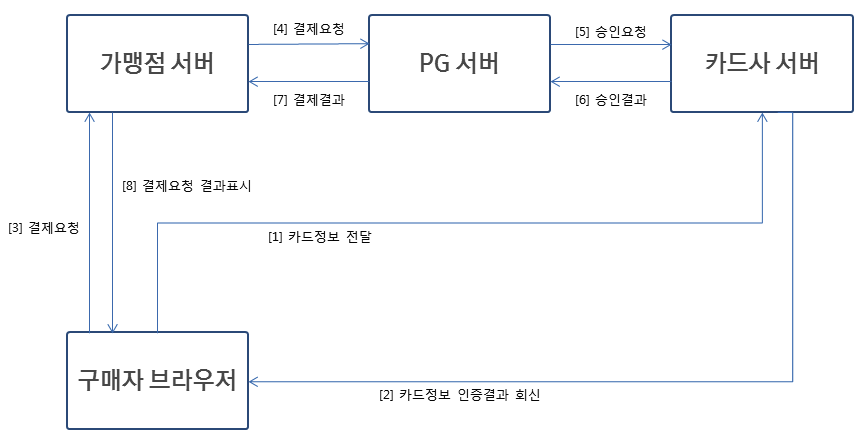 [4] 결제요청
[5] 승인요청
가맹점 서버
PG 서버
카드사 서버
[7] 결제결과
[6] 승인결과
[8] 결제요청 결과표시
[3] 결제요청
[1] 카드정보 전달
구매자 브라우저
[2] 카드정보 인증결과 회신